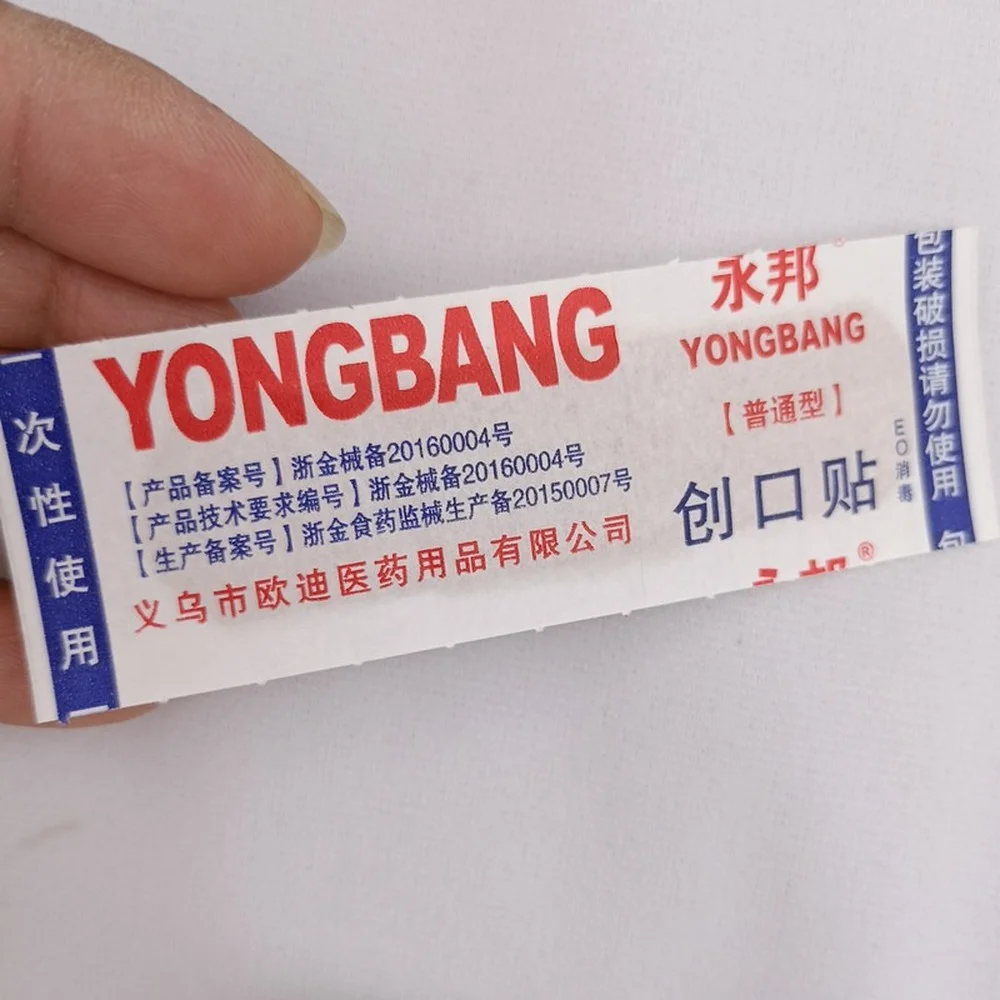 次性使用
YONGBANG
【产品备案号】浙金械备20160004号
【产品技术要求编号】浙金械备20160004号
【生产备案号】浙金食药监械生产备20150007号
义乌市欧迪医药用品有限公司
永邦®
YONGBANG
【普通型】
创口贴
EO消毒
永邦®
包装破损请勿使用 包